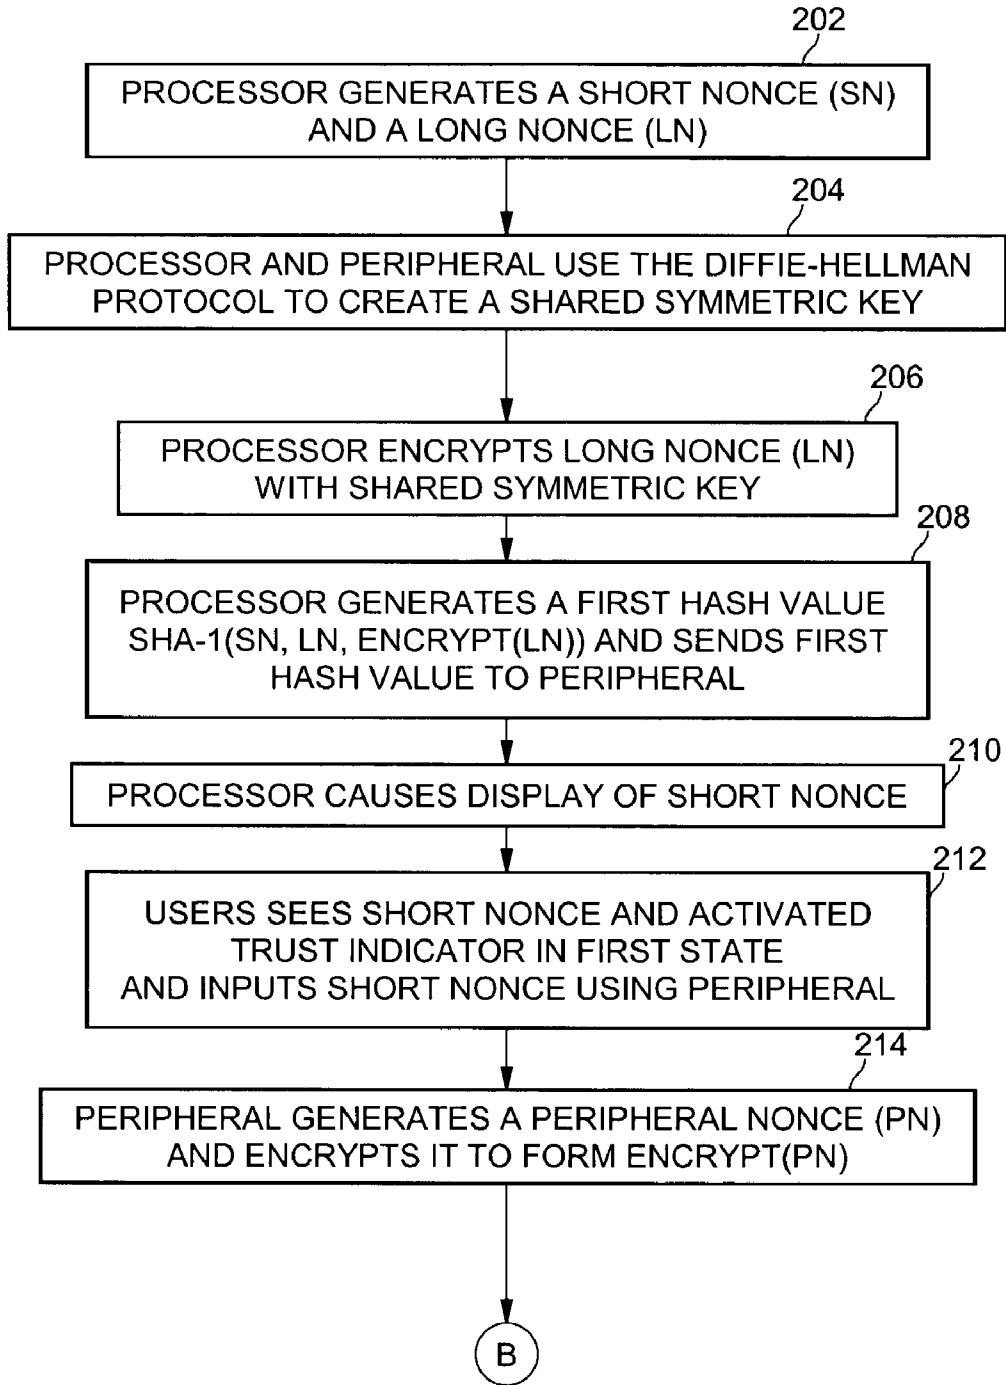 202
PROCESSOR GENERATES A SHORT NONCE (SN)
AND A LONG NONCE (LN)
204
PROCESSOR AND PERIPHERAL USE THE DIFFIE-HELLMAN
PROTOCOL TO CREATE A SHARED SYMMETRIC KEY
206
PROCESSOR ENCRYPTS LONG NONCE (LN)
WITH SHARED SYMMETRIC KEY
208
PROCESSOR GENERATES A FIRST HASH VALUE
SHA-1(SN, LN, ENCRYPT(LN)) AND SENDS FIRST
HASH VALUE TO PERIPHERAL
210
PROCESSOR CAUSES DISPLAY OF SHORT NONCE
212
USERS SEES SHORT NONCE AND ACTIVATED
TRUST INDICATOR IN FIRST STATE
AND INPUTS SHORT NONCE USING PERIPHERAL
214
PERIPHERAL GENERATES A PERIPHERAL NONCE (PN)
AND ENCRYPTS IT TO FORM ENCRYPT(PN)
B